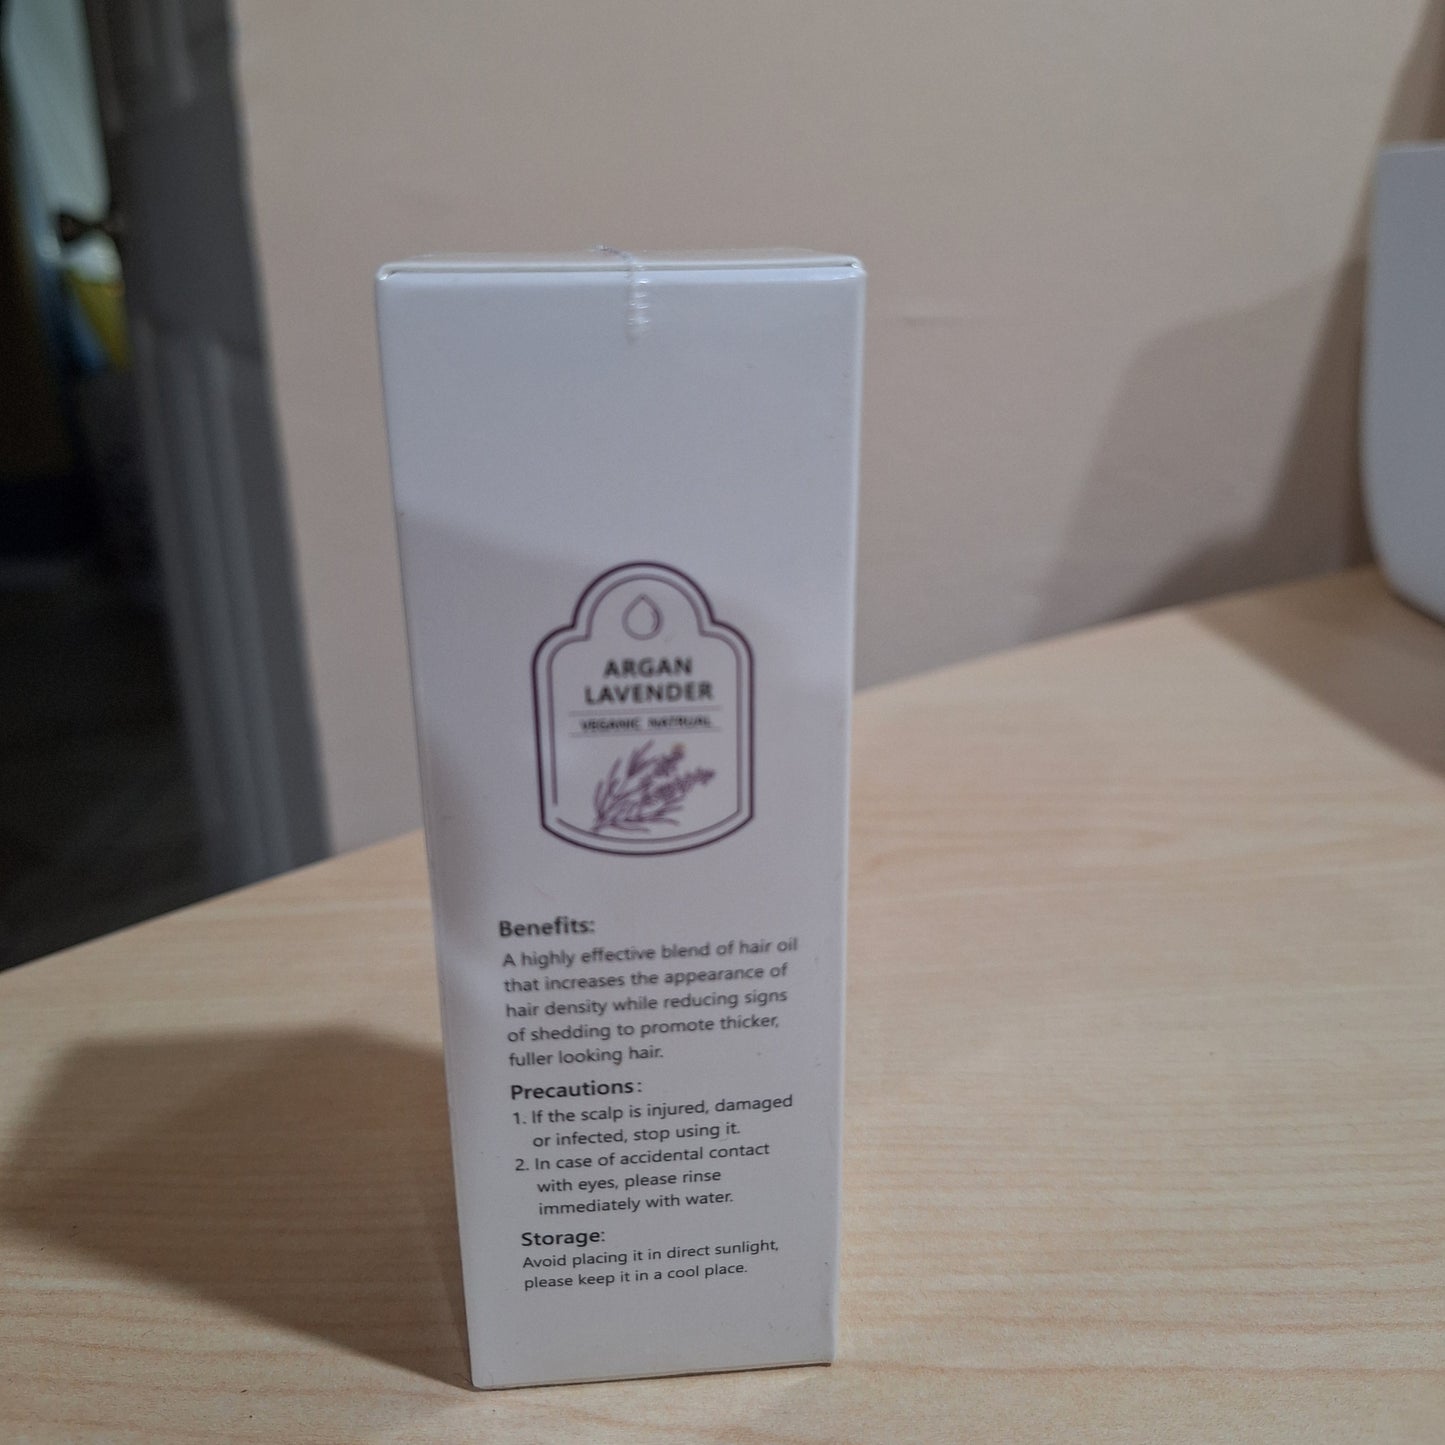 ARGAN
LAVENDER
VEGANIC NATRUAL
Benefits:
A highly effective blend of hair oil
that increases the appearance of
hair density while reducing signs
of shedding to promote thicker,
fuller looking hair.
Precautions:
1. If the scalp is injured, damaged
or infected, stop using it.
2. In case of accidental contact
with eyes, please rinse
immediately with water.
Storage:
Avoid placing it in direct sunlight,
please keep it in a cool place.